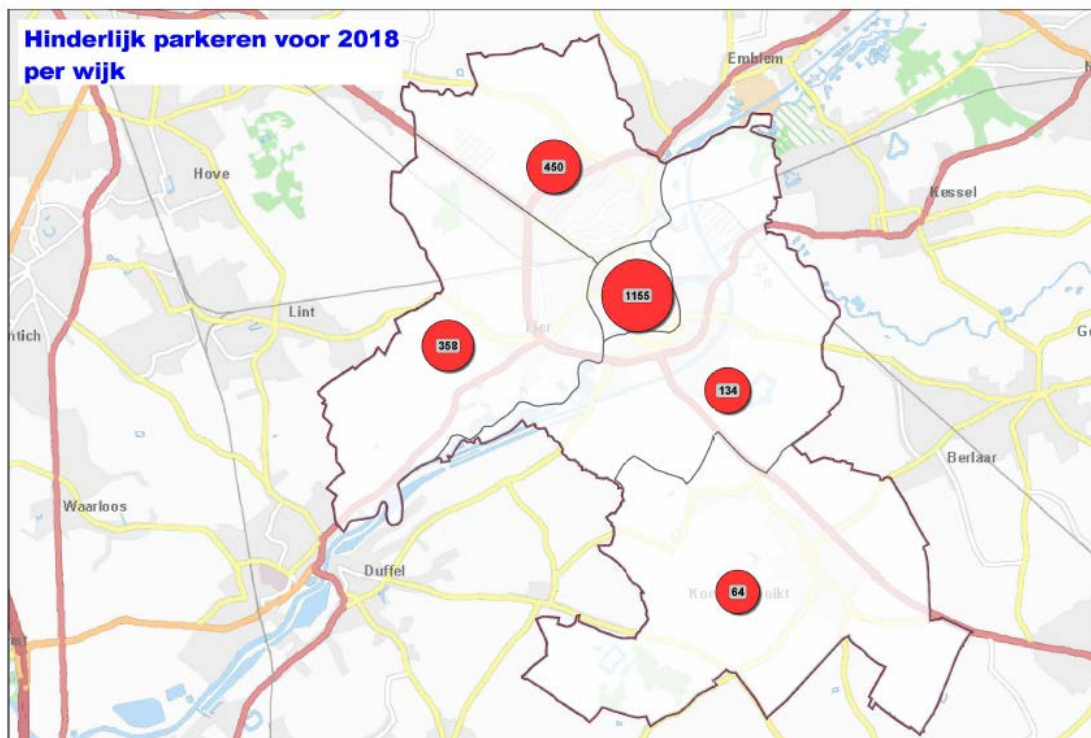 Hinderlijk parkeren voor 2018
per wijk
Emblem
Hove
450
Kessel
1155
Lint
Lier
358
134
Berlaar
Waarloos
Duffel
64